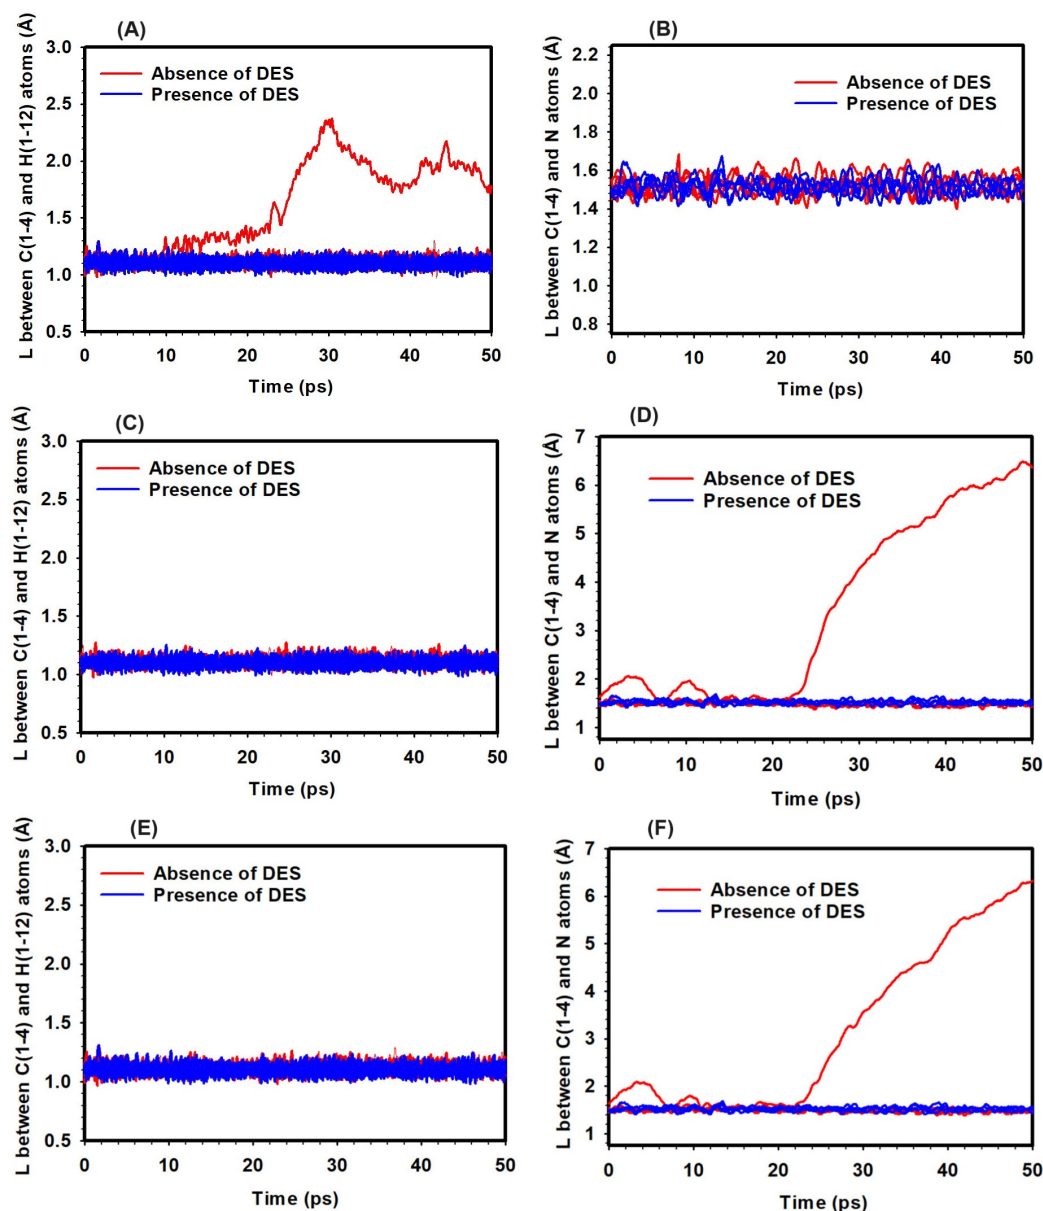 (A)
L between C(1-4) and H(1-12) atoms (Å)
3.0
2.5
2.0
1.5
1.0
0.5
Absence of DES
Presence of DES
0 10 20 30 40 50
Time (ps)
(B)
L between C(1-4) and N atoms (Å)
2.2
2.0
1.8
1.6
1.4
1.2
1.0
0.8
Absence of DES
Presence of DES
0 10 20 30 40 50
Time (ps)
(C)
L between C(1-4) and H(1-12) atoms (Å)
3.0
2.5
2.0
1.5
1.0
0.5
Absence of DES
Presence of DES
0 10 20 30 40 50
Time (ps)
(D)
L between C(1-4) and N atoms (Å)
7
6
5
4
3
2
1
Absence of DES
Presence of DES
0 10 20 30 40 50
Time (ps)
(E)
L between C(1-4) and H(1-12) atoms (Å)
3.0
2.5
2.0
1.5
1.0
0.5
Absence of DES
Presence of DES
0 10 20 30 40 50
Time (ps)
(F)
L between C(1-4) and N atoms (Å)
7
6
5
4
3
2
1
Absence of DES
Presence of DES
0 10 20 30 40 50
Time (ps)